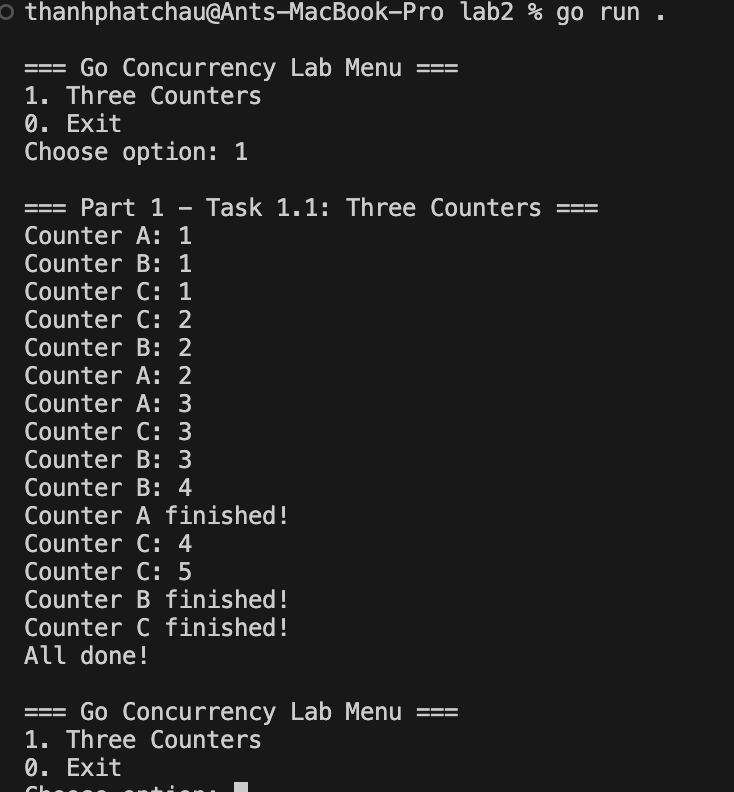 thanhphatchau@Ants-MacBook-Pro lab2 % go run .
=== Go Concurrency Lab Menu ===
1. Three Counters
0. Exit
Choose option: 1
=== Part 1 - Task 1.1: Three Counters ===
Counter A: 1
Counter B: 1
Counter C: 1
Counter C: 2
Counter B: 2
Counter A: 2
Counter A: 3
Counter C: 3
Counter B: 3
Counter B: 4
Counter A finished!
Counter C: 4
Counter C: 5
Counter B finished!
Counter C finished!
All done!
=== Go Concurrency Lab Menu ===
1. Three Counters
0. Exit
Choose option: